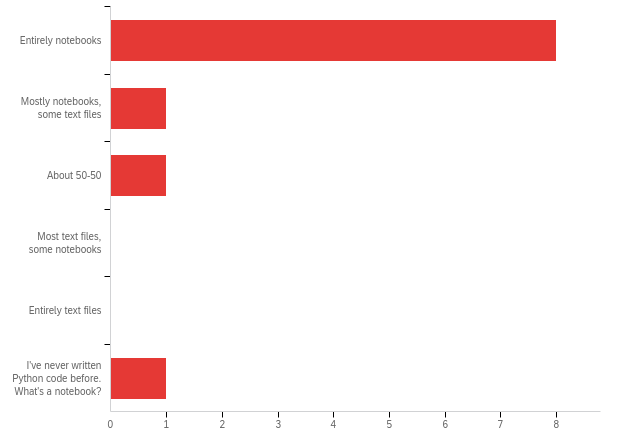 Entirely notebooks
Mostly notebooks,
some text files
About 50-50
Most text files,
some notebooks
Entirely text files
I've never written
Python code before.
What's a notebook?
0 1 2 3 4 5 6 7 8